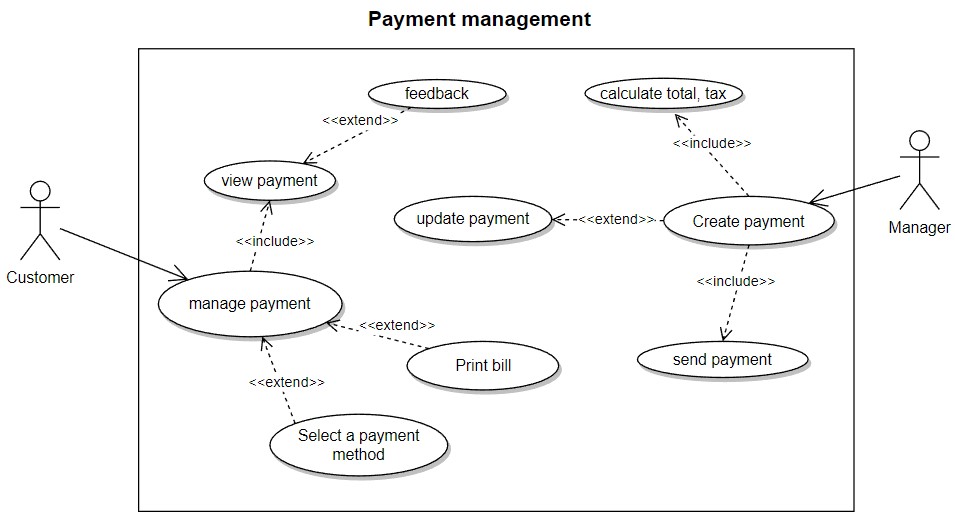 Payment management
feedback
calculate total, tax
<<extend>>
<<include>>
view payment
update payment
<<extend>>
Create payment
Manager
<<include>>
Customer
<<include>>
manage payment
<<extend>>
Print bill
send payment
<<extend>>
Select a payment
method